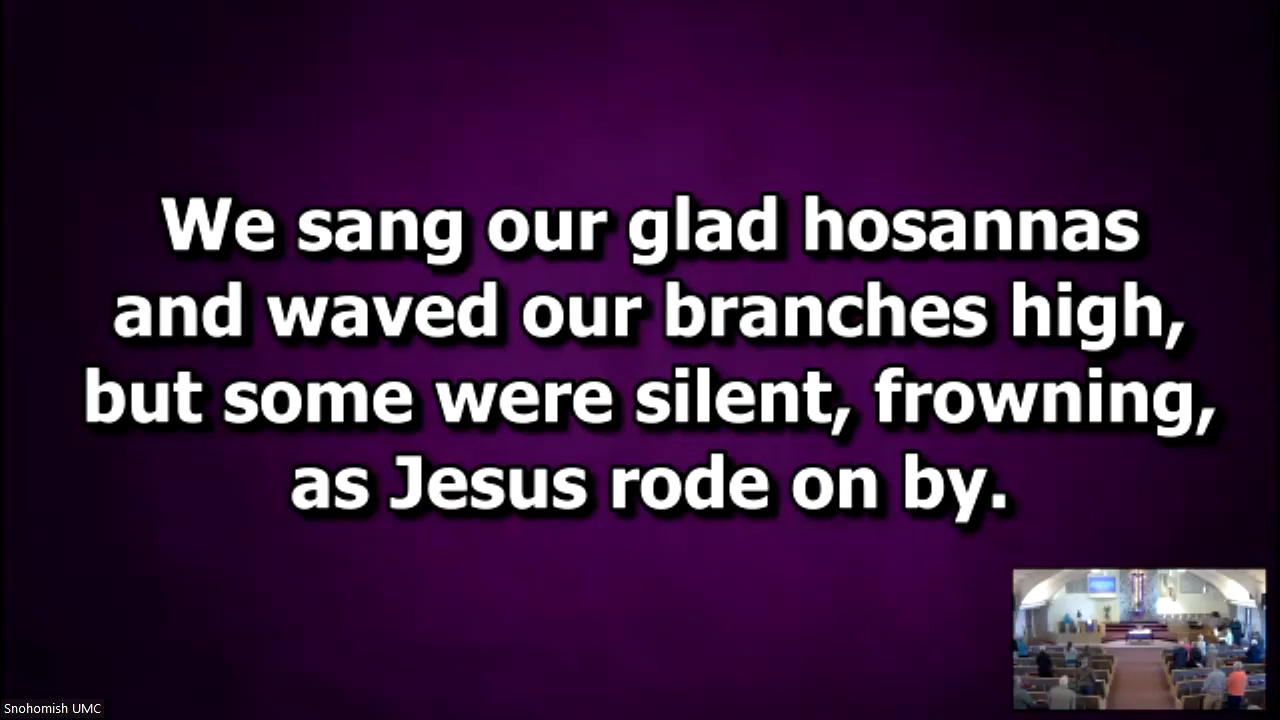 We sang our glad hosannas
and waved our branches high,
but some were silent, frowning,
as Jesus rode on by.
Snohomish UMC